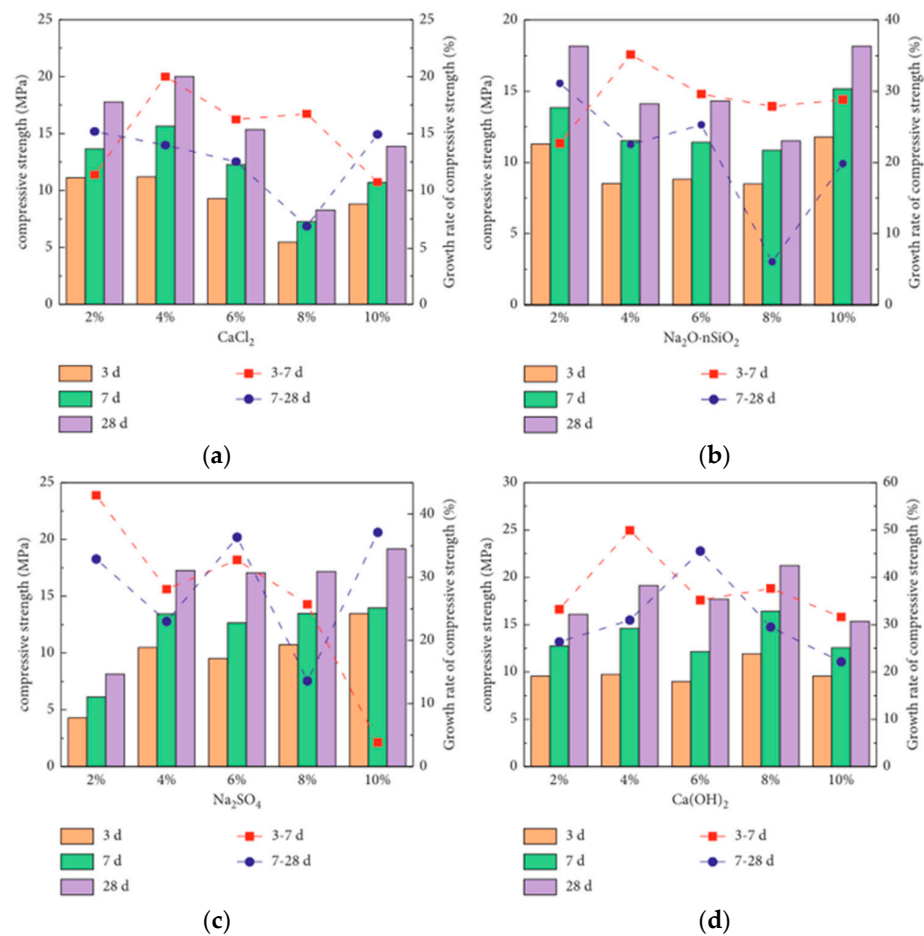 25 25
20 20
15 15
10 10
5 5
0 0
compressive strength (MPa)
Growth rate of compressive strength (%)
2% 4% 6% 8% 10%
CaCl₂
3 d 3-7 d
7 d 7-28 d
28 d
(a)
20 40
15 30
10 20
5 10
0 0
compressive strength (MPa)
Growth rate of compressive strength (%)
2% 4% 6% 8% 10%
Na₂O·nSiO₂
3 d 3-7 d
7 d 7-28 d
28 d
(b)
25
20 40
15 30
10 20
5 10
0 0
compressive strength (MPa)
Growth rate of compressive strength (%)
2% 4% 6% 8% 10%
Na₂SO₄
3 d 3-7 d
7 d 7-28 d
28 d
(c)
30 60
25 50
20 40
15 30
10 20
5 10
0 0
compressive strength (MPa)
Growth rate of compressive strength (%)
2% 4% 6% 8% 10%
Ca(OH)₂
3 d 3-7 d
7 d 7-28 d
28 d
(d)